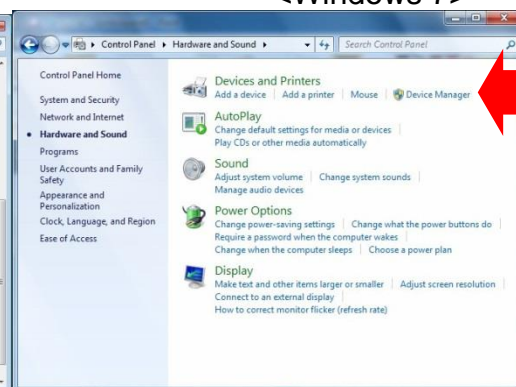 <Windows 7>
Control Panel ▸ Hardware and Sound ▸
Search Control Panel
Control Panel Home
System and Security
Network and Internet
Hardware and Sound
Programs
User Accounts and Family
Safety
Appearance and
Personalization
Clock, Language, and Region
Ease of Access
Devices and Printers
Add a device | Add a printer | Mouse | Device Manager
AutoPlay
Change default settings for media or devices
Play CDs or other media automatically
Sound
Adjust system volume | Change system sounds
Manage audio devices
Power Options
Change power-saving settings | Change what the power buttons do
Require a password when the computer wakes
Change when the computer sleeps | Choose a power plan
Display
Make text and other items larger or smaller | Adjust screen resolution
Connect to an external display
How to correct monitor flicker (refresh rate)